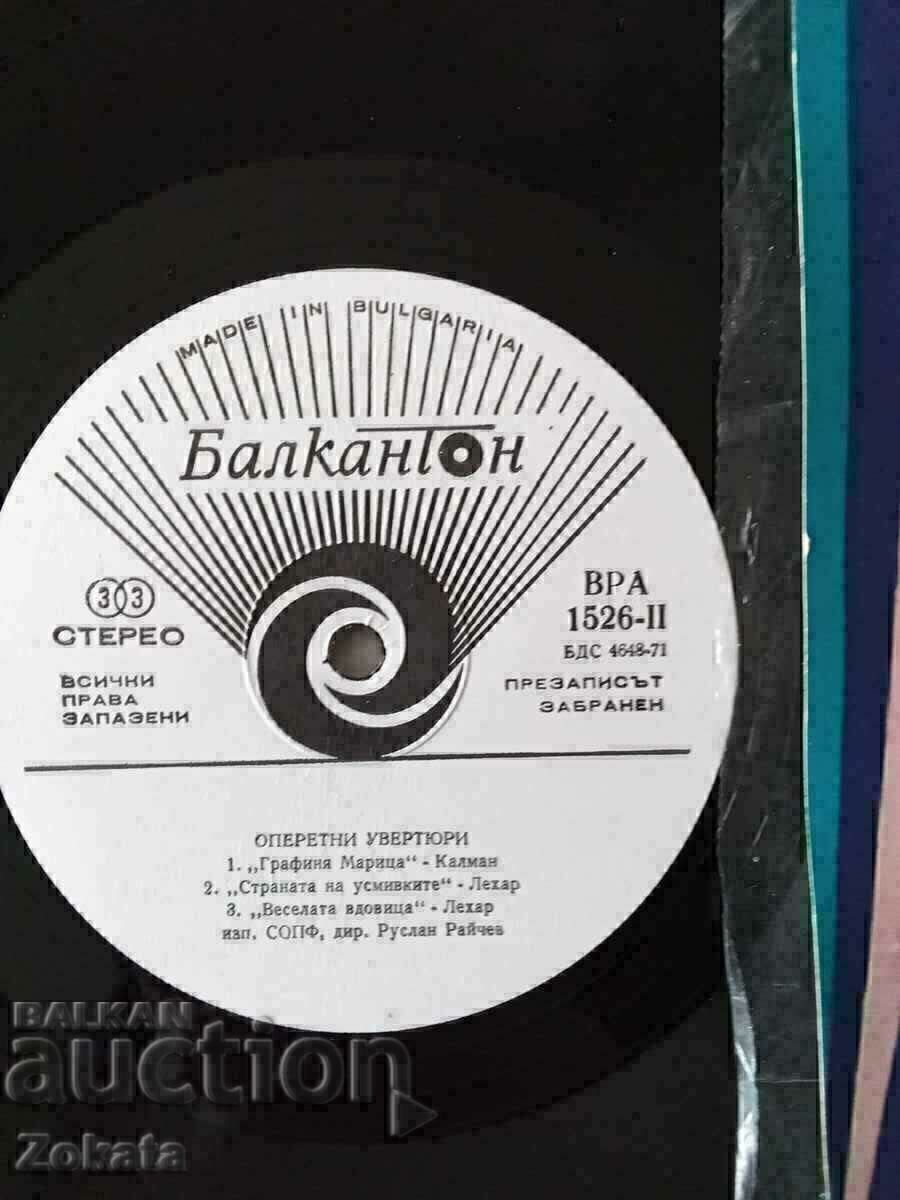 MADE IN BULGARIA
Балкантон
33
СТЕРЕО
ВСИЧКИ
ПРАВА
ЗАПАЗЕНИ
ВРА
1526-II
БДС 4648-71
ПРЕЗАПИСЪТ
ЗАБРАНЕН
ОПЕРЕТНИ УВЕРТЮРИ
1. „Графиня Марица“ - Калман
2. „Страната на усмивките“ - Лехар
3. „Веселата вдовица“ - Лехар
изп. СОПФ, дир. Руслан Райчев
BALKAN
auction
Zokata